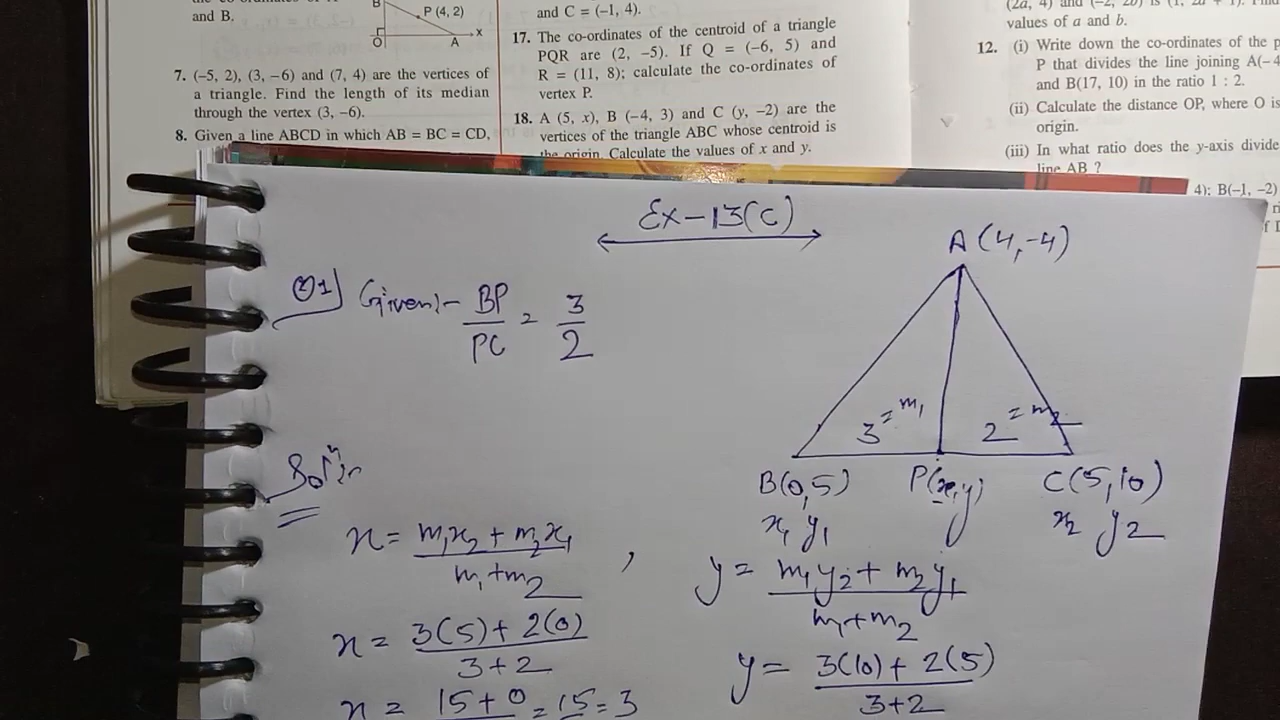 and B.
B
P (4, 2)
O
A
x
7. (–5, 2), (3, –6) and (7, 4) are the vertices of
a triangle. Find the length of its median
through the vertex (3, –6).
8. Given a line ABCD in which AB = BC = CD,
and C = (–1, 4).
17. The co-ordinates of the centroid of a triangle
PQR are (2, –5). If Q = (–6, 5) and
R = (11, 8); calculate the co-ordinates of
vertex P.
18. A (5, x), B (–4, 3) and C (y, –2) are the
vertices of the triangle ABC whose centroid is
the origin. Calculate the values of x and y.
values of a and b.
12. (i) Write down the co-ordinates of the p
P that divides the line joining A(–4
and B(17, 10) in the ratio 1 : 2.
(ii) Calculate the distance OP, where O is
origin.
(iii) In what ratio does the y-axis divide
line AB ?
4); B(–1, –2)
Ex–13(C)
A (4, –4)
Q1) Given:– BP/PC = 3/2
3 = m1
2 = m2
B(0,5) P(x,y) C(5,10)
x1 y1 x2 y2
Sol^n:
x = m1x2 + m2x1 / m1+m2 , y = m1y2 + m2y1 / m1+m2
x = 3(5) + 2(0) / 3+2 y = 3(10) + 2(5) / 3+2
x = 15+0 = 15 = 3